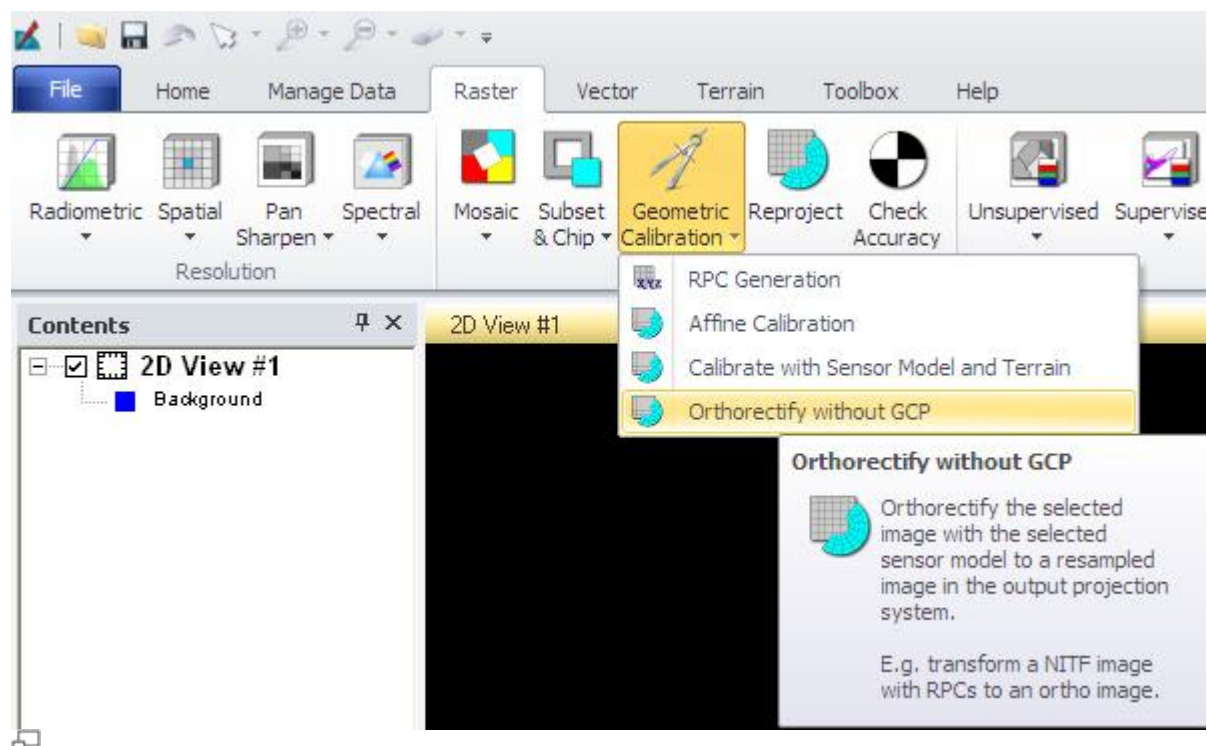 File Home Manage Data Raster Vector Terrain Toolbox Help
Radiometric Spatial Pan Sharpen Spectral Mosaic Subset & Chip Geometric Calibration Reproject Check Accuracy Unsupervised Supervise
Resolution
RPC Generation
Affine Calibration
Calibrate with Sensor Model and Terrain
Orthorectify without GCP
Contents
2D View #1
Background
2D View #1
Orthorectify without GCP
Orthorectify the selected
image with the selected
sensor model to a resampled
image in the output projection
system.
E.g. transform a NITF image
with RPCs to an ortho image.